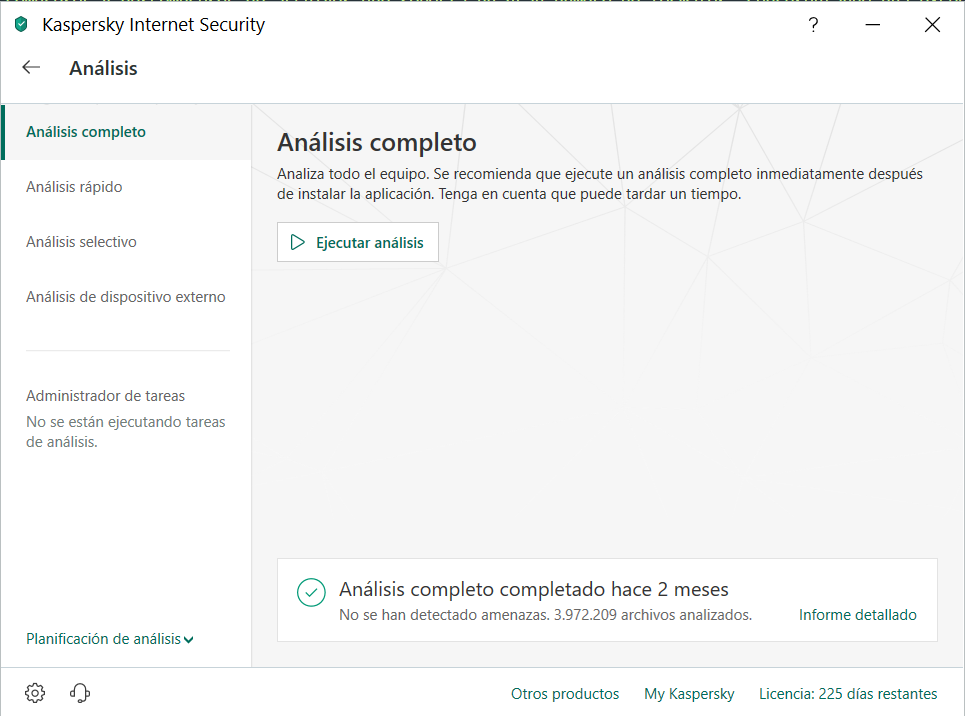 Kaspersky Internet Security
?
Análisis
Análisis completo
Análisis rápido
Análisis selectivo
Análisis de dispositivo externo
Administrador de tareas
No se están ejecutando tareas
de análisis.
Planificación de análisis
Análisis completo
Analiza todo el equipo. Se recomienda que ejecute un análisis completo inmediatamente después
de instalar la aplicación. Tenga en cuenta que puede tardar un tiempo.
Ejecutar análisis
Análisis completo completado hace 2 meses
No se han detectado amenazas. 3.972.209 archivos analizados.
Informe detallado
Otros productos
My Kaspersky
Licencia: 225 días restantes